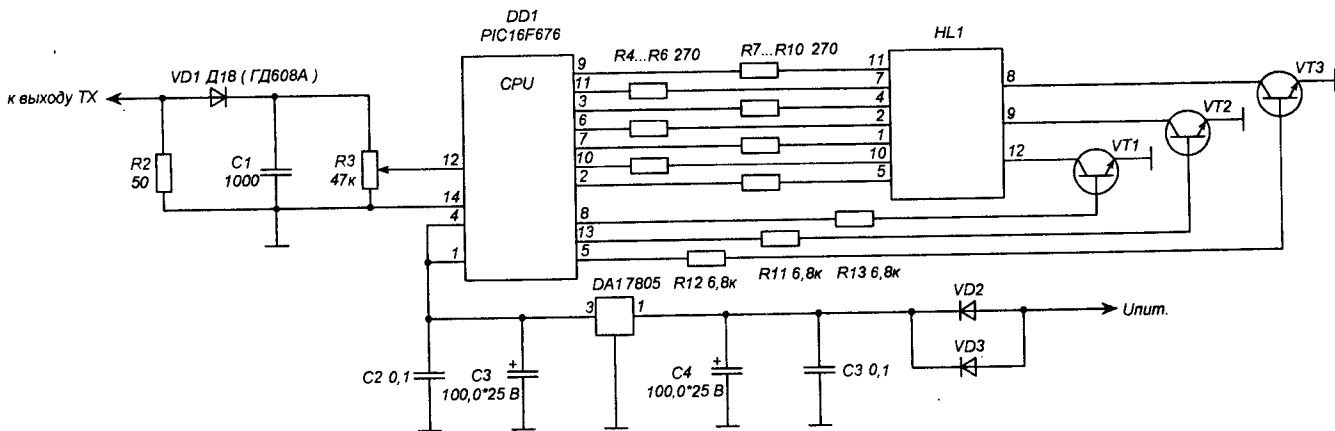 DD1
PIC16F676
CPU
HL1
VD1 Д18 ( ГД608А )
к выходу TX
R2
50
C1
1000
R3
47к
12
14
4
1
9
11
3
6
7
10
2
8
13
5
R4...R6 270
R7...R10 270
11
7
4
2
1
10
5
8
9
12
VT3
VT2
VT1
R12 6,8к
R11 6,8к
R13 6,8к
DA1 7805
3
1
C2 0,1
+
C3
100,0*25 В
+
C4
100,0*25 В
C3 0,1
VD2
VD3
Uпит.